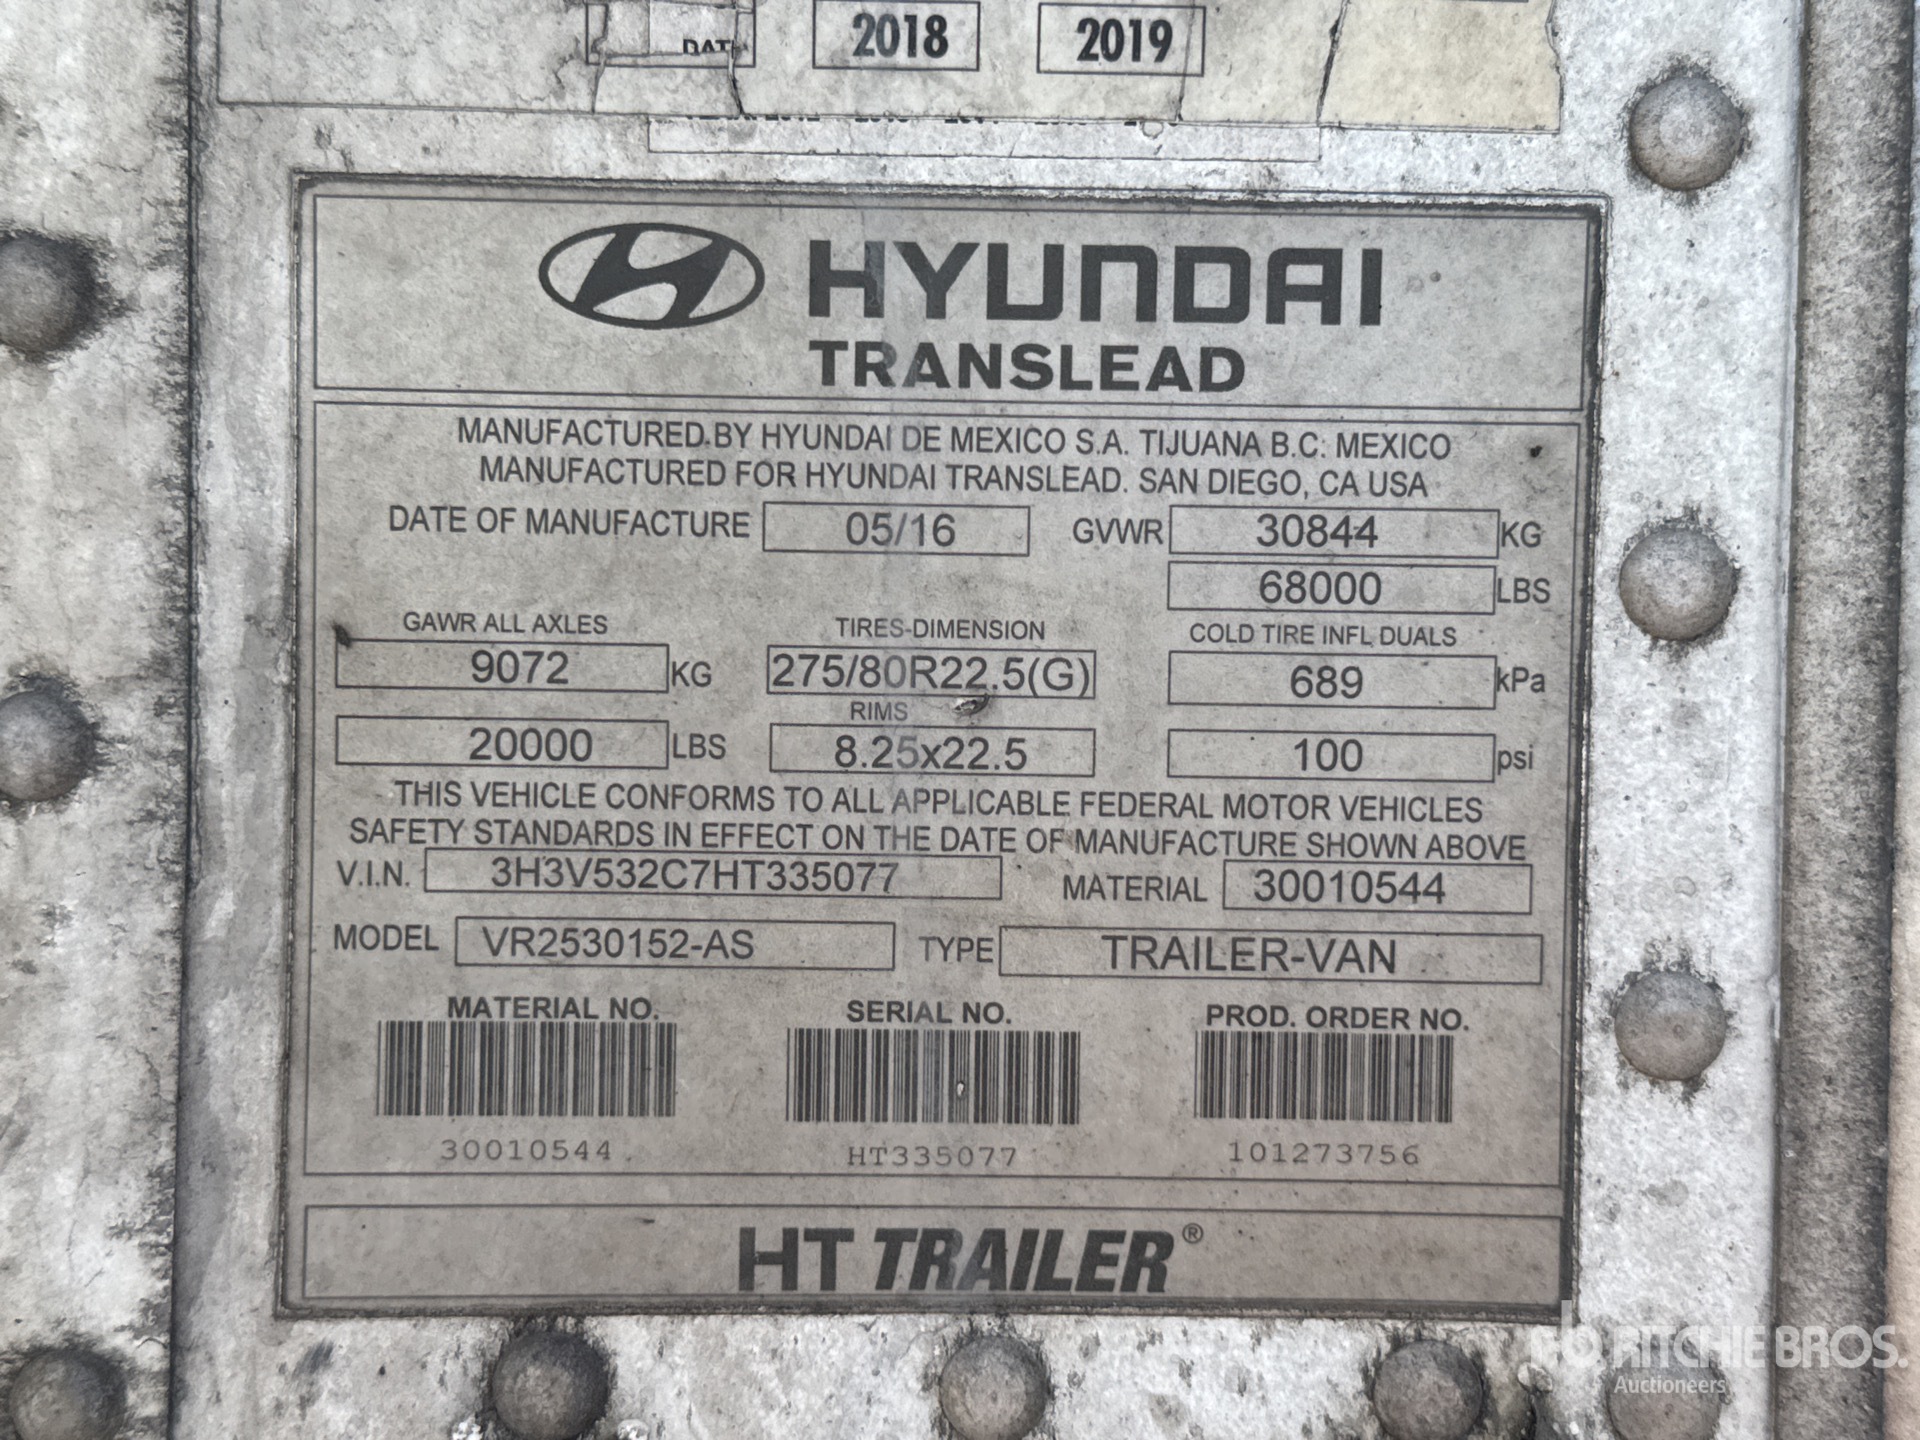 DATE 2018 2019
HYUNDAI
TRANSLEAD
MANUFACTURED BY HYUNDAI DE MEXICO S.A. TIJUANA B.C. MEXICO
MANUFACTURED FOR HYUNDAI TRANSLEAD. SAN DIEGO, CA USA
DATE OF MANUFACTURE 05/16 GVWR 30844 KG
68000 LBS
GAWR ALL AXLES TIRES-DIMENSION COLD TIRE INFL DUALS
9072 KG 275/80R22.5(G) 689 kPa
RIMS
20000 LBS 8.25x22.5 100 psi
THIS VEHICLE CONFORMS TO ALL APPLICABLE FEDERAL MOTOR VEHICLES
SAFETY STANDARDS IN EFFECT ON THE DATE OF MANUFACTURE SHOWN ABOVE
V.I.N. 3H3V532C7HT335077 MATERIAL 30010544
MODEL VR2530152-AS TYPE TRAILER-VAN
MATERIAL NO. SERIAL NO. PROD. ORDER NO.
30010544 HT335077 101273756
HT TRAILER®
RITCHIE BROS.
Auctioneers